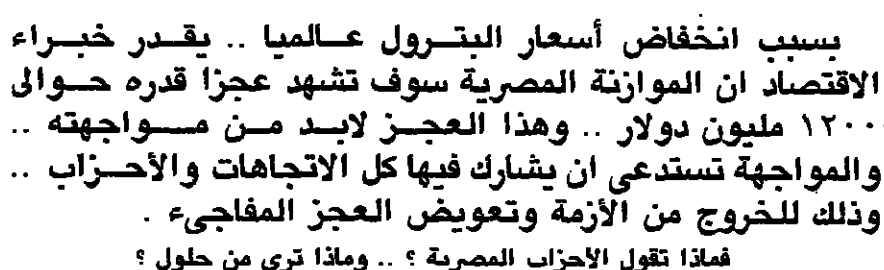 بسبب انخفاض أسعار البترول عالميا .. يقدر خبراء
الاقتصاد ان الموازنة المصرية سوف تشهد عجزا قدره حوالى
١٢٠٠٠ مليون دولار .. وهذا العجز لابد من مواجهته ..
والمواجهة تستدعى ان يشارك فيها كل الاتجاهات والأحزاب ..
وذلك للخروج من الأزمة وتعويض العجز المفاجىء .
فماذا تقول الأحزاب المصرية ؟ .. وماذا ترى من حلول ؟